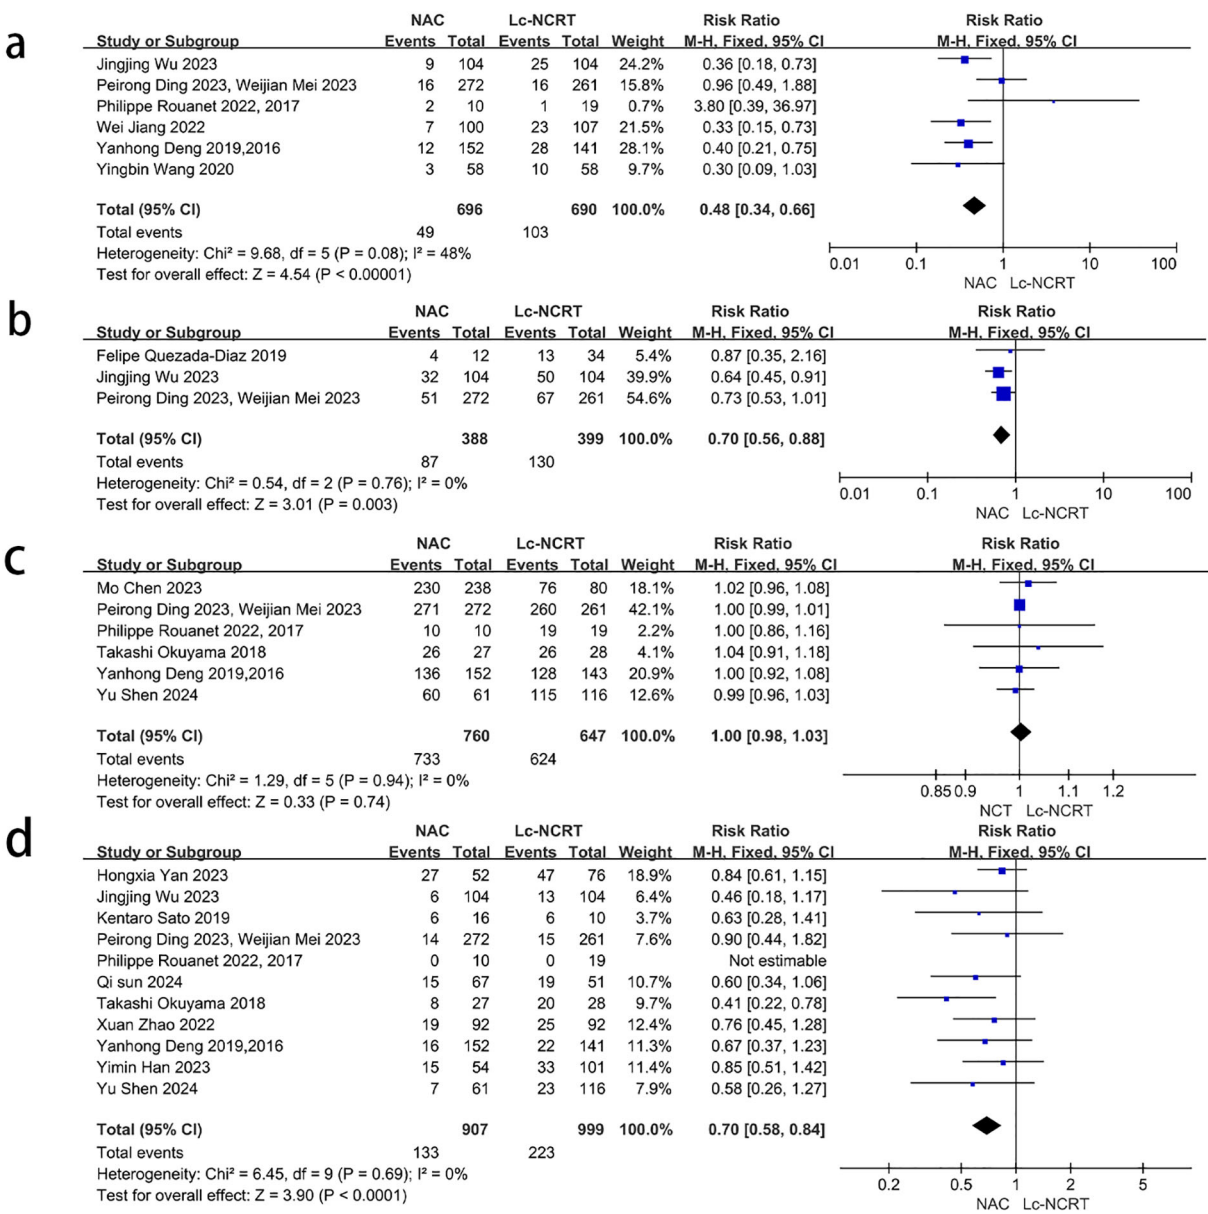 a
NAC Lc-NCRT Risk Ratio Risk Ratio
Study or Subgroup Events Total Events Total Weight M-H, Fixed, 95% CI M-H, Fixed, 95% CI
Jingjing Wu 2023 9 104 25 104 24.2% 0.36 [0.18, 0.73]
Peirong Ding 2023, Weijian Mei 2023 16 272 16 261 15.8% 0.96 [0.49, 1.88]
Philippe Rouanet 2022, 2017 2 10 1 19 0.7% 3.80 [0.39, 36.97]
Wei Jiang 2022 7 100 23 107 21.5% 0.33 [0.15, 0.73]
Yanhong Deng 2019,2016 12 152 28 141 28.1% 0.40 [0.21, 0.75]
Yingbin Wang 2020 3 58 10 58 9.7% 0.30 [0.09, 1.03]
Total (95% CI) 696 690 100.0% 0.48 [0.34, 0.66]
Total events 49 103
Heterogeneity: Chi² = 9.68, df = 5 (P = 0.08); I² = 48%
Test for overall effect: Z = 4.54 (P < 0.00001)
0.01 0.1 1 10 100
NAC Lc-NCRT
b
NAC Lc-NCRT Risk Ratio Risk Ratio
Study or Subgroup Events Total Events Total Weight M-H, Fixed, 95% CI M-H, Fixed, 95% CI
Felipe Quezada-Diaz 2019 4 12 13 34 5.4% 0.87 [0.35, 2.16]
Jingjing Wu 2023 32 104 50 104 39.9% 0.64 [0.45, 0.91]
Peirong Ding 2023, Weijian Mei 2023 51 272 67 261 54.6% 0.73 [0.53, 1.01]
Total (95% CI) 388 399 100.0% 0.70 [0.56, 0.88]
Total events 87 130
Heterogeneity: Chi² = 0.54, df = 2 (P = 0.76); I² = 0%
Test for overall effect: Z = 3.01 (P = 0.003)
0.01 0.1 1 10 100
NAC Lc-NCRT
c
NAC Lc-NCRT Risk Ratio Risk Ratio
Study or Subgroup Events Total Events Total Weight M-H, Fixed, 95% CI M-H, Fixed, 95% CI
Mo Chen 2023 230 238 76 80 18.1% 1.02 [0.96, 1.08]
Peirong Ding 2023, Weijian Mei 2023 271 272 260 261 42.1% 1.00 [0.99, 1.01]
Philippe Rouanet 2022, 2017 10 10 19 19 2.2% 1.00 [0.86, 1.16]
Takashi Okuyama 2018 26 27 26 28 4.1% 1.04 [0.91, 1.18]
Yanhong Deng 2019,2016 136 152 128 143 20.9% 1.00 [0.92, 1.08]
Yu Shen 2024 60 61 115 116 12.6% 0.99 [0.96, 1.03]
Total (95% CI) 760 647 100.0% 1.00 [0.98, 1.03]
Total events 733 624
Heterogeneity: Chi² = 1.29, df = 5 (P = 0.94); I² = 0%
Test for overall effect: Z = 0.33 (P = 0.74)
0.85 0.9 1 1.1 1.2
NCT Lc-NCRT
d
NAC Lc-NCRT Risk Ratio Risk Ratio
Study or Subgroup Events Total Events Total Weight M-H, Fixed, 95% CI M-H, Fixed, 95% CI
Hongxia Yan 2023 27 52 47 76 18.9% 0.84 [0.61, 1.15]
Jingjing Wu 2023 6 104 13 104 6.4% 0.46 [0.18, 1.17]
Kentaro Sato 2019 6 16 6 10 3.7% 0.63 [0.28, 1.41]
Peirong Ding 2023, Weijian Mei 2023 14 272 15 261 7.6% 0.90 [0.44, 1.82]
Philippe Rouanet 2022, 2017 0 10 0 19 Not estimable
Qi sun 2024 15 67 19 51 10.7% 0.60 [0.34, 1.06]
Takashi Okuyama 2018 8 27 20 28 9.7% 0.41 [0.22, 0.78]
Xuan Zhao 2022 19 92 25 92 12.4% 0.76 [0.45, 1.28]
Yanhong Deng 2019,2016 16 152 22 141 11.3% 0.67 [0.37, 1.23]
Yimin Han 2023 15 54 33 101 11.4% 0.85 [0.51, 1.42]
Yu Shen 2024 7 61 23 116 7.9% 0.58 [0.26, 1.27]
Total (95% CI) 907 999 100.0% 0.70 [0.58, 0.84]
Total events 133 223
Heterogeneity: Chi² = 6.45, df = 9 (P = 0.69); I² = 0%
Test for overall effect: Z = 3.90 (P < 0.0001)
0.2 0.5 1 2 5
NAC Lc-NCRT